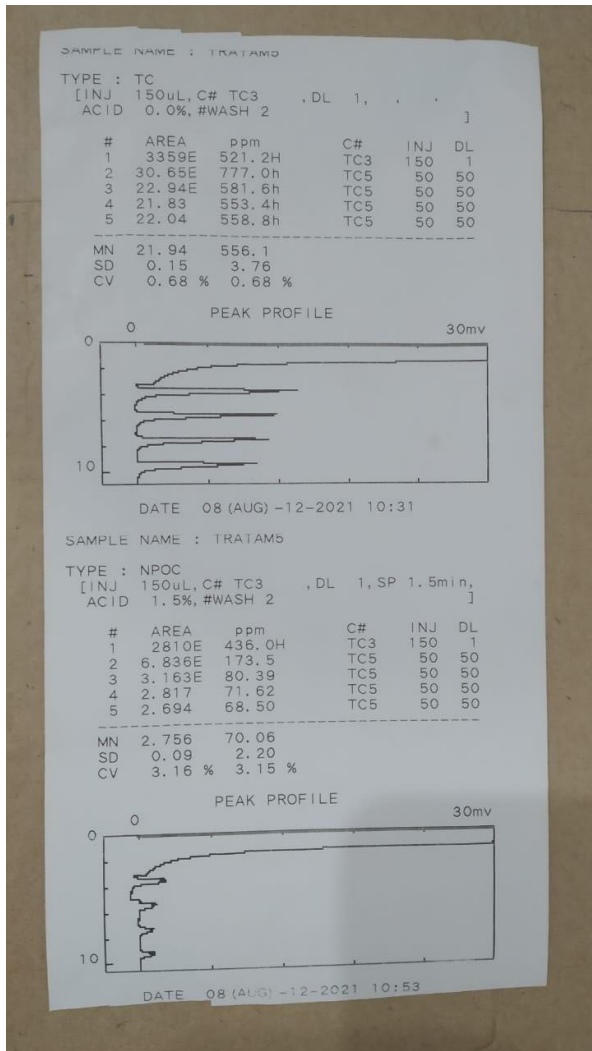 SAMPLE NAME : TRATAM5
TYPE : TC
[INJ 150uL, C# TC3 , DL 1, , .
ACID 0.0%, #WASH 2 ]
# AREA ppm C# INJ DL
1 3359E 521.2H TC3 150 1
2 30.65E 777.0h TC5 50 50
3 22.94E 581.6h TC5 50 50
4 21.83 553.4h TC5 50 50
5 22.04 558.8h TC5 50 50
MN 21.94 556.1
SD 0.15 3.76
CV 0.68 % 0.68 %
PEAK PROFILE
0 30mv
0
10
DATE 08(AUG)-12-2021 10:31
SAMPLE NAME : TRATAM5
TYPE : NPOC
[INJ 150uL, C# TC3 , DL 1, SP 1.5min,
ACID 1.5%, #WASH 2 ]
# AREA ppm C# INJ DL
1 2810E 436.0H TC3 150 1
2 6.836E 173.5 TC5 50 50
3 3.163E 80.39 TC5 50 50
4 2.817 71.62 TC5 50 50
5 2.694 68.50 TC5 50 50
MN 2.756 70.06
SD 0.09 2.20
CV 3.16 % 3.15 %
PEAK PROFILE
0 30mv
0
10
DATE 08(AUG)-12-2021 10:53